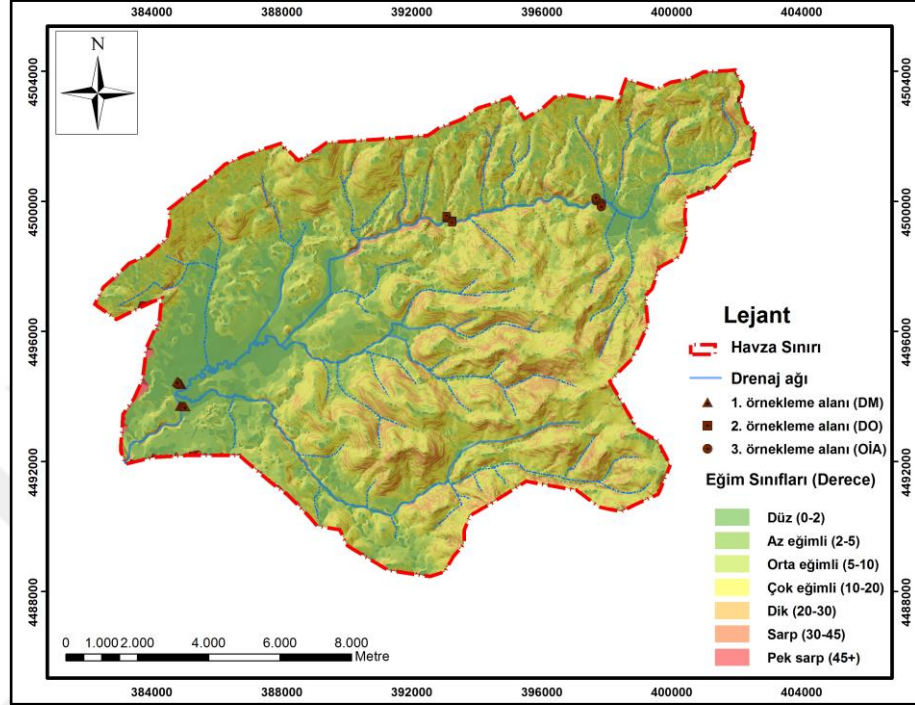 384000 388000 392000 396000 400000 404000
N
4504000 4504000
4500000 4500000
4496000 4496000
4492000 4492000
4488000 4488000
Lejant
Havza Sınırı
Drenaj ağı
1. örnekleme alanı (DM)
2. örnekleme alanı (DO)
3. örnekleme alanı (OİA)
Eğim Sınıfları (Derece)
Düz (0-2)
Az eğimli (2-5)
Orta eğimli (5-10)
Çok eğimli (10-20)
Dik (20-30)
Sarp (30-45)
Pek sarp (45+)
0 1.000 2.000 4.000 6.000 8.000
Metre
384000 388000 392000 396000 400000 404000